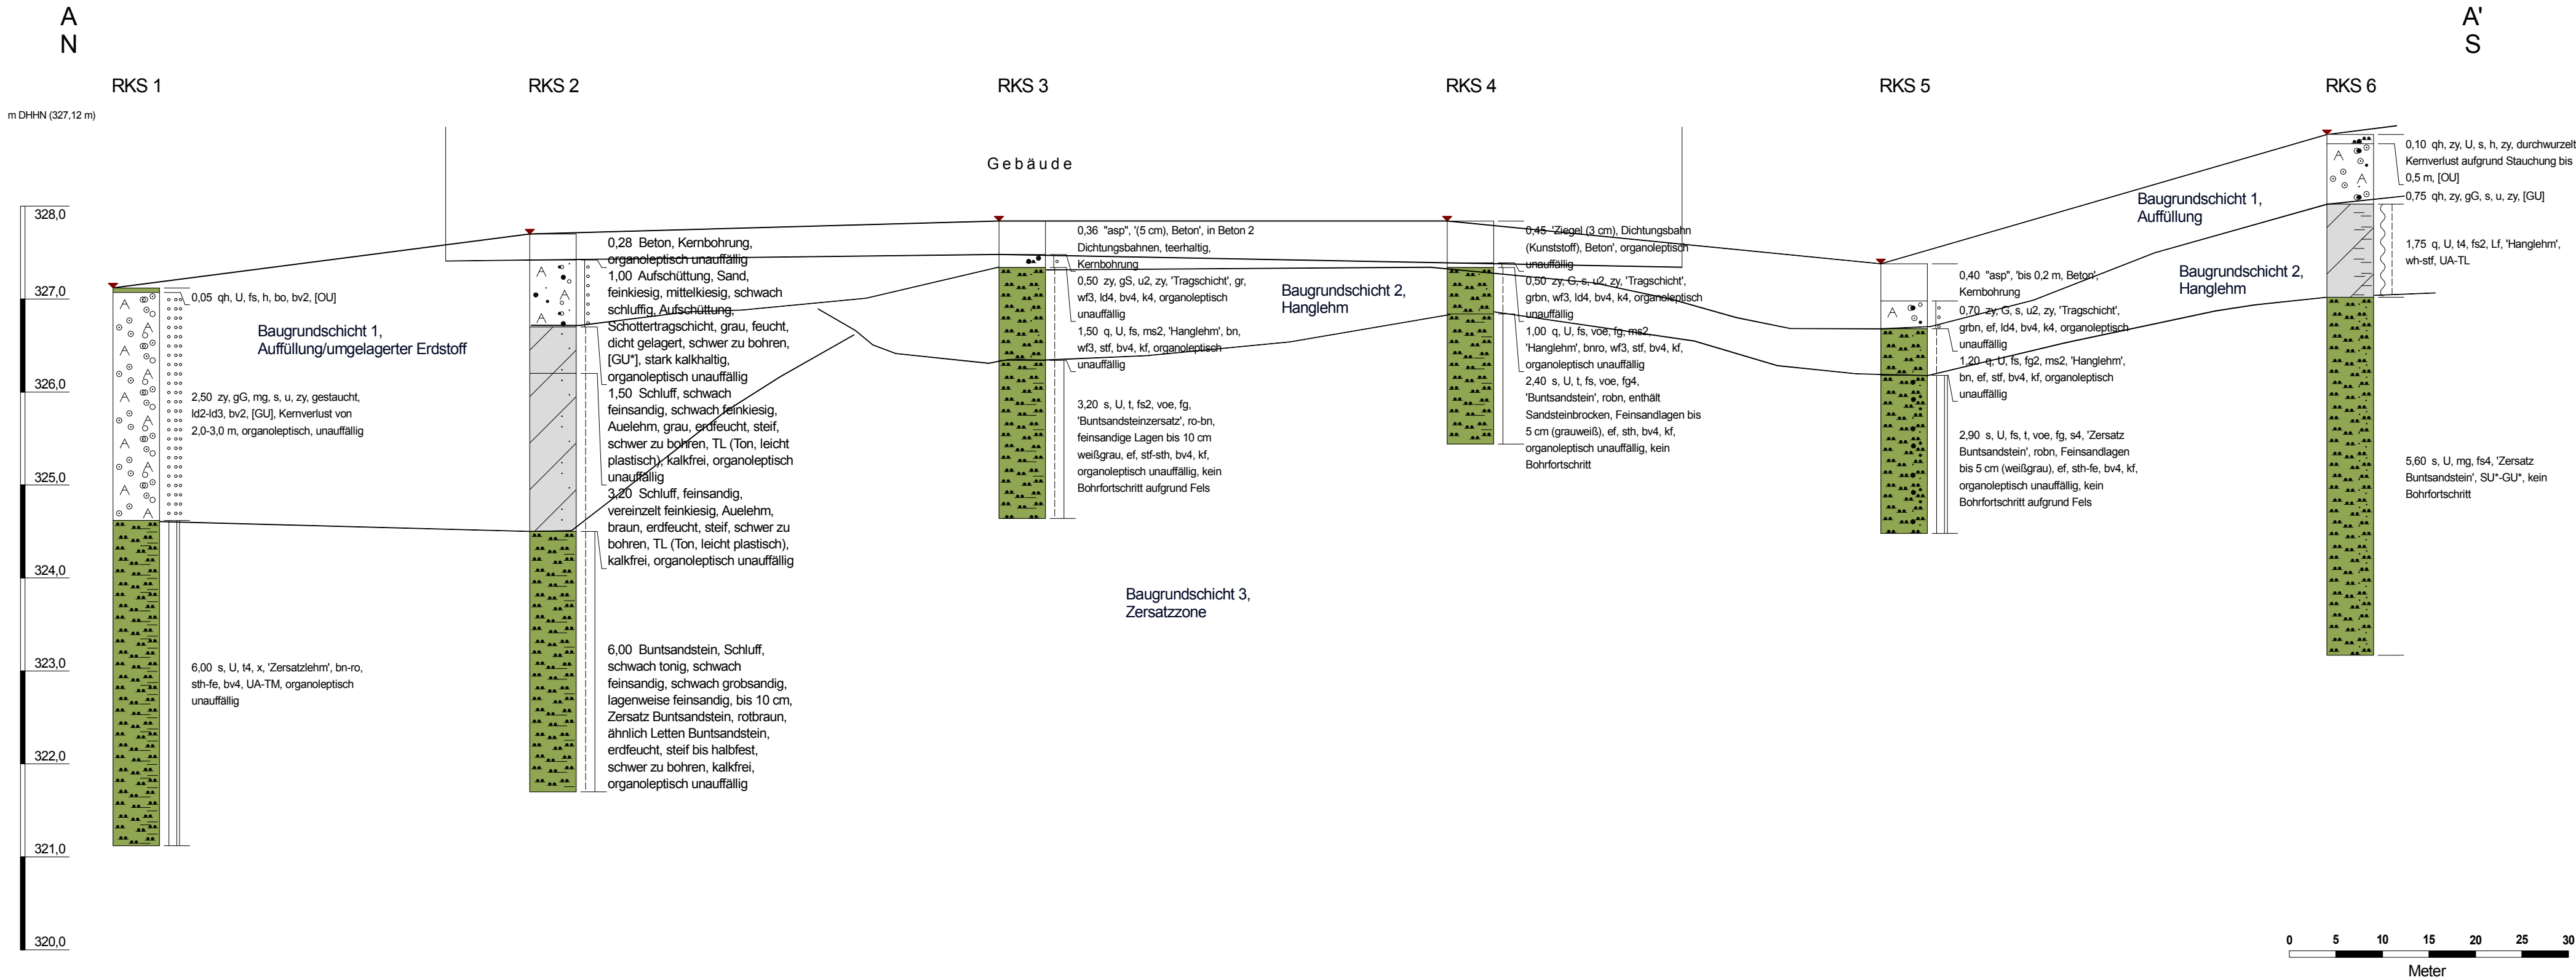 A
N
A'
S
RKS 1
RKS 2
RKS 3
RKS 4
RKS 5
RKS 6
m DHHN (327,12 m)
G e b ä u d e
328,0
327,0
326,0
325,0
324,0
323,0
322,0
321,0
320,0
0,05 qh, U, fs, h, bo, bv2, [OU]
Baugrundschicht 1,
Auffüllung/umgelagerter Erdstoff
2,50 zy, gG, mg, s, u, zy, gestaucht,
ld2-ld3, bv2, [GU], Kernverlust von
2,0-3,0 m, organoleptisch, unauffällig
6,00 s, U, t4, x, 'Zersatzlehm', bn-ro,
sth-fe, bv4, UA-TM, organoleptisch
unauffällig
0,28 Beton, Kernbohrung,
organoleptisch unauffällig
1,00 Aufschüttung, Sand,
feinkiesig, mittelkiesig, schwach
schluffig, Aufschüttung,
Schottertragschicht, grau, feucht,
dicht gelagert, schwer zu bohren,
[GU*], stark kalkhaltig,
organoleptisch unauffällig
1,50 Schluff, schwach
feinsandig, schwach feinkiesig,
Auelehm, grau, erdfeucht, steif,
schwer zu bohren, TL (Ton, leicht
plastisch), kalkfrei, organoleptisch
unauffällig
3,20 Schluff, feinsandig,
vereinzelt feinkiesig, Auelehm,
braun, erdfeucht, steif, schwer zu
bohren, TL (Ton, leicht plastisch),
kalkfrei, organoleptisch unauffällig
6,00 Buntsandstein, Schluff,
schwach tonig, schwach
feinsandig, schwach grobsandig,
lagenweise feinsandig, bis 10 cm,
Zersatz Buntsandstein, rotbraun,
ähnlich Letten Buntsandstein,
erdfeucht, steif bis halbfest,
schwer zu bohren, kalkfrei,
organoleptisch unauffällig
0,36 "asp", '(5 cm), Beton', in Beton 2
Dichtungsbahnen, teerhaltig,
Kernbohrung
0,50 zy, gS, u2, zy, 'Tragschicht', gr,
wf3, ld4, bv4, k4, organoleptisch
unauffällig
1,50 q, U, fs, ms2, 'Hanglehm', bn,
wf3, stf, bv4, kf, organoleptisch
unauffällig
3,20 s, U, t, fs2, voe, fg,
'Buntsandsteinzersatz', ro-bn,
feinsandige Lagen bis 10 cm
weißgrau, ef, stf-sth, bv4, kf,
organoleptisch unauffällig, kein
Bohrfortschritt aufgrund Fels
Baugrundschicht 2,
Hanglehm
Baugrundschicht 3,
Zersatzzone
0,45 'Ziegel (3 cm), Dichtungsbahn
(Kunststoff), Beton', organoleptisch
unauffällig
0,50 zy, G, s, u2, zy, 'Tragschicht',
grbn, wf3, ld4, bv4, k4, organoleptisch
unauffällig
1,00 q, U, fs, voe, fg, ms2,
'Hanglehm', bnro, wf3, stf, bv4, kf,
organoleptisch unauffällig
2,40 s, U, t, fs, voe, fg4,
'Buntsandstein', robn, enthält
Sandsteinbrocken, Feinsandlagen bis
5 cm (grauweiß), ef, sth, bv4, kf,
organoleptisch unauffällig, kein
Bohrfortschritt
0,40 "asp", 'bis 0,2 m, Beton',
Kernbohrung
0,70 zy, G, s, u2, zy, 'Tragschicht',
grbn, ef, ld4, bv4, k4, organoleptisch
unauffällig
1,20 q, U, fs, fg2, ms2, 'Hanglehm',
bn, ef, stf, bv4, kf, organoleptisch
unauffällig
2,90 s, U, fs, t, voe, fg, s4, 'Zersatz
Buntsandstein', robn, Feinsandlagen
bis 5 cm (weißgrau), ef, sth-fe, bv4, kf,
organoleptisch unauffällig, kein
Bohrfortschritt aufgrund Fels
Baugrundschicht 1,
Auffüllung
Baugrundschicht 2,
Hanglehm
0,10 qh, zy, U, s, h, zy, durchwurzelt
Kernverlust aufgrund Stauchung bis
0,5 m, [OU]
0,75 qh, zy, gG, s, u, zy, [GU]
1,75 q, U, t4, fs2, Lf, 'Hanglehm',
wh-stf, UA-TL
5,60 s, U, mg, fs4, 'Zersatz
Buntsandstein', SU*-GU*, kein
Bohrfortschritt
0 5 10 15 20 25 30
Meter